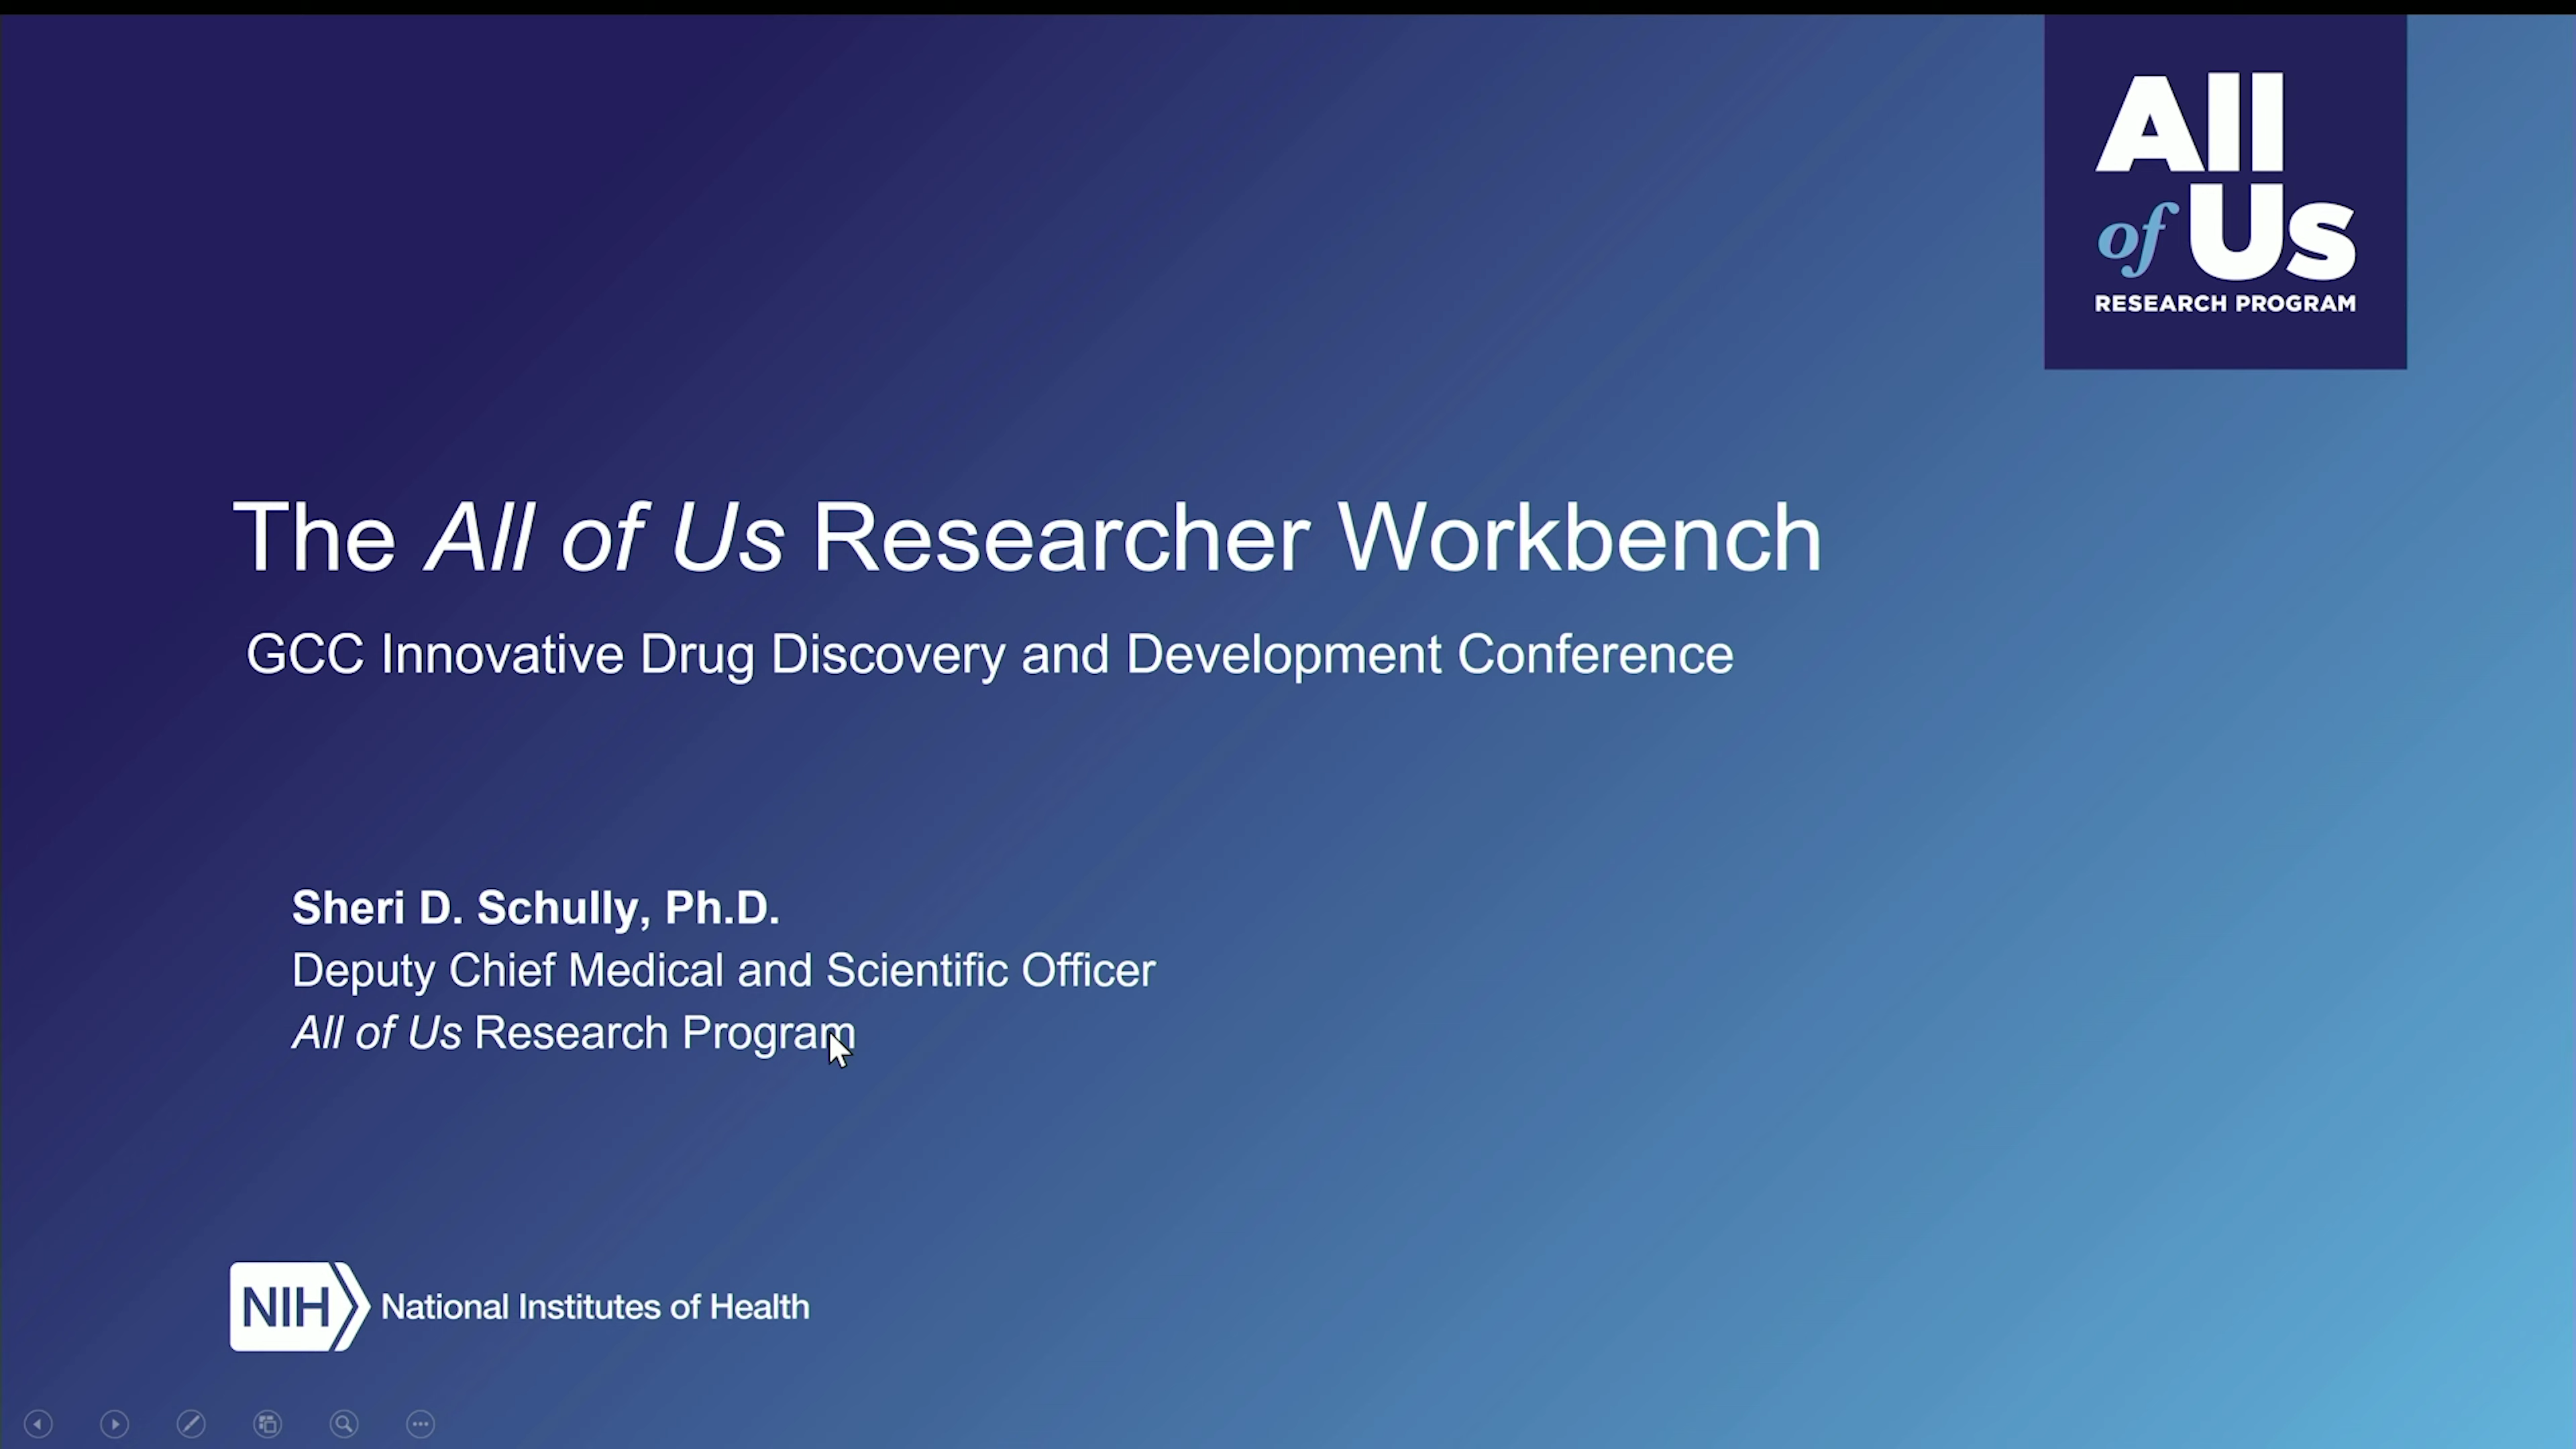 All
of Us
RESEARCH PROGRAM
The All of Us Researcher Workbench
GCC Innovative Drug Discovery and Development Conference
Sheri D. Schully, Ph.D.
Deputy Chief Medical and Scientific Officer
All of Us Research Program
NIH National Institutes of Health